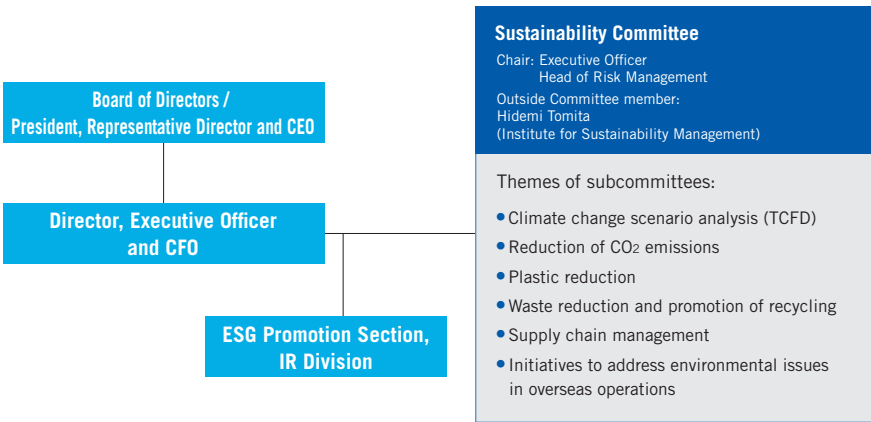 Board of Directors /
President, Representative Director and CEO
Director, Executive Officer
and CFO
ESG Promotion Section,
IR Division
Sustainability Committee
Chair: Executive Officer
Head of Risk Management
Outside Committee member:
Hidemi Tomita
(Institute for Sustainability Management)
Themes of subcommittees:
• Climate change scenario analysis (TCFD)
• Reduction of CO2 emissions
• Plastic reduction
• Waste reduction and promotion of recycling
• Supply chain management
• Initiatives to address environmental issues
in overseas operations